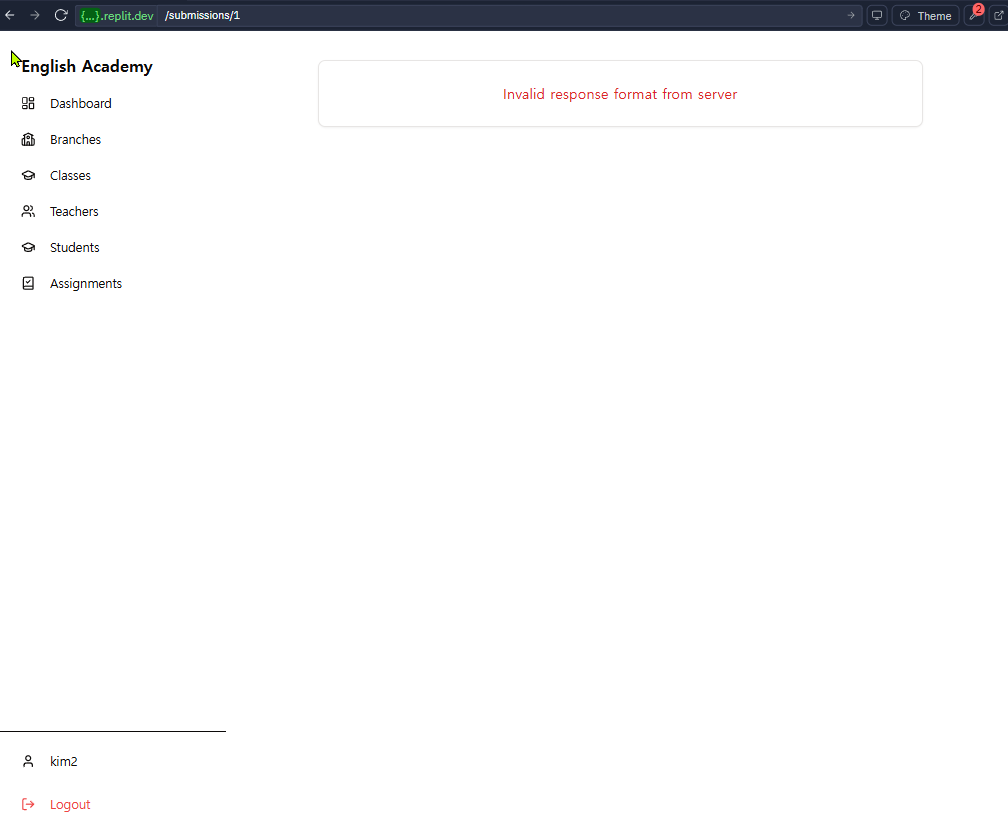 {...}.replit.dev /submissions/1
Theme
2
English Academy
Dashboard
Branches
Classes
Teachers
Students
Assignments
Invalid response format from server
kim2
Logout